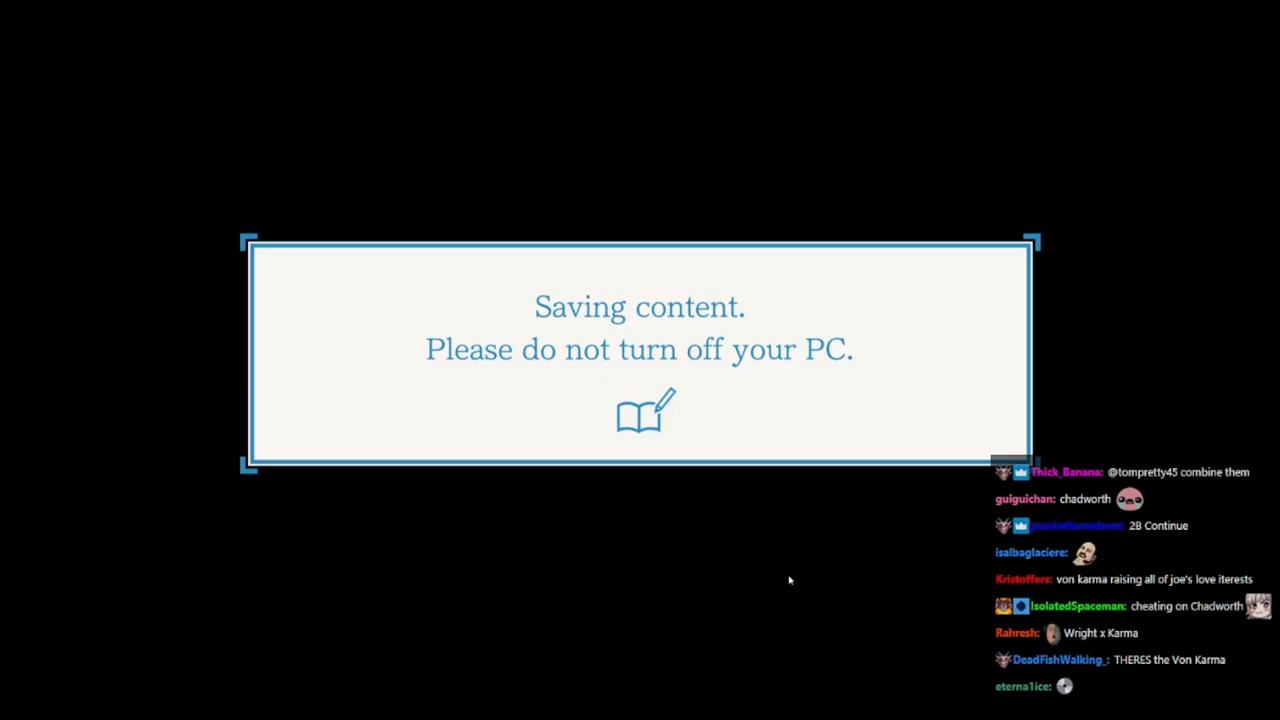 Saving content.
Please do not turn off your PC.
Thick_Banana: @tompretty45 combine them
guiguichan: chadworth
2B Continue
isalbaglaciere:
Kristoffers: von karma raising all of joe's love iterests
IsolatedSpaceman: cheating on Chadworth
Rahresh: Wright x Karma
DeadFishWalking_: THERES the Von Karma
eterna1ice: